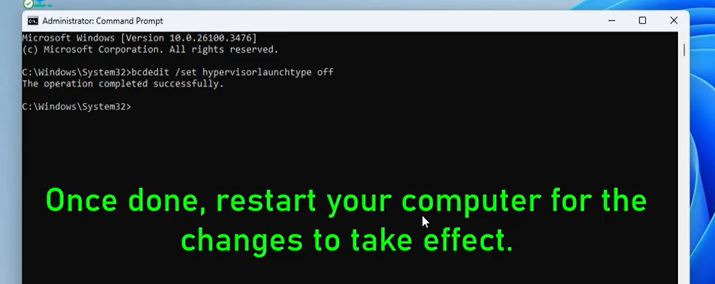 Administrator: Command Prompt
Microsoft Windows [Version 10.0.26100.3476]
(c) Microsoft Corporation. All rights reserved.
C:\Windows\System32>bcdedit /set hypervisorlaunchtype off
The operation completed successfully.
C:\Windows\System32>
Once done, restart your computer for the
changes to take effect.